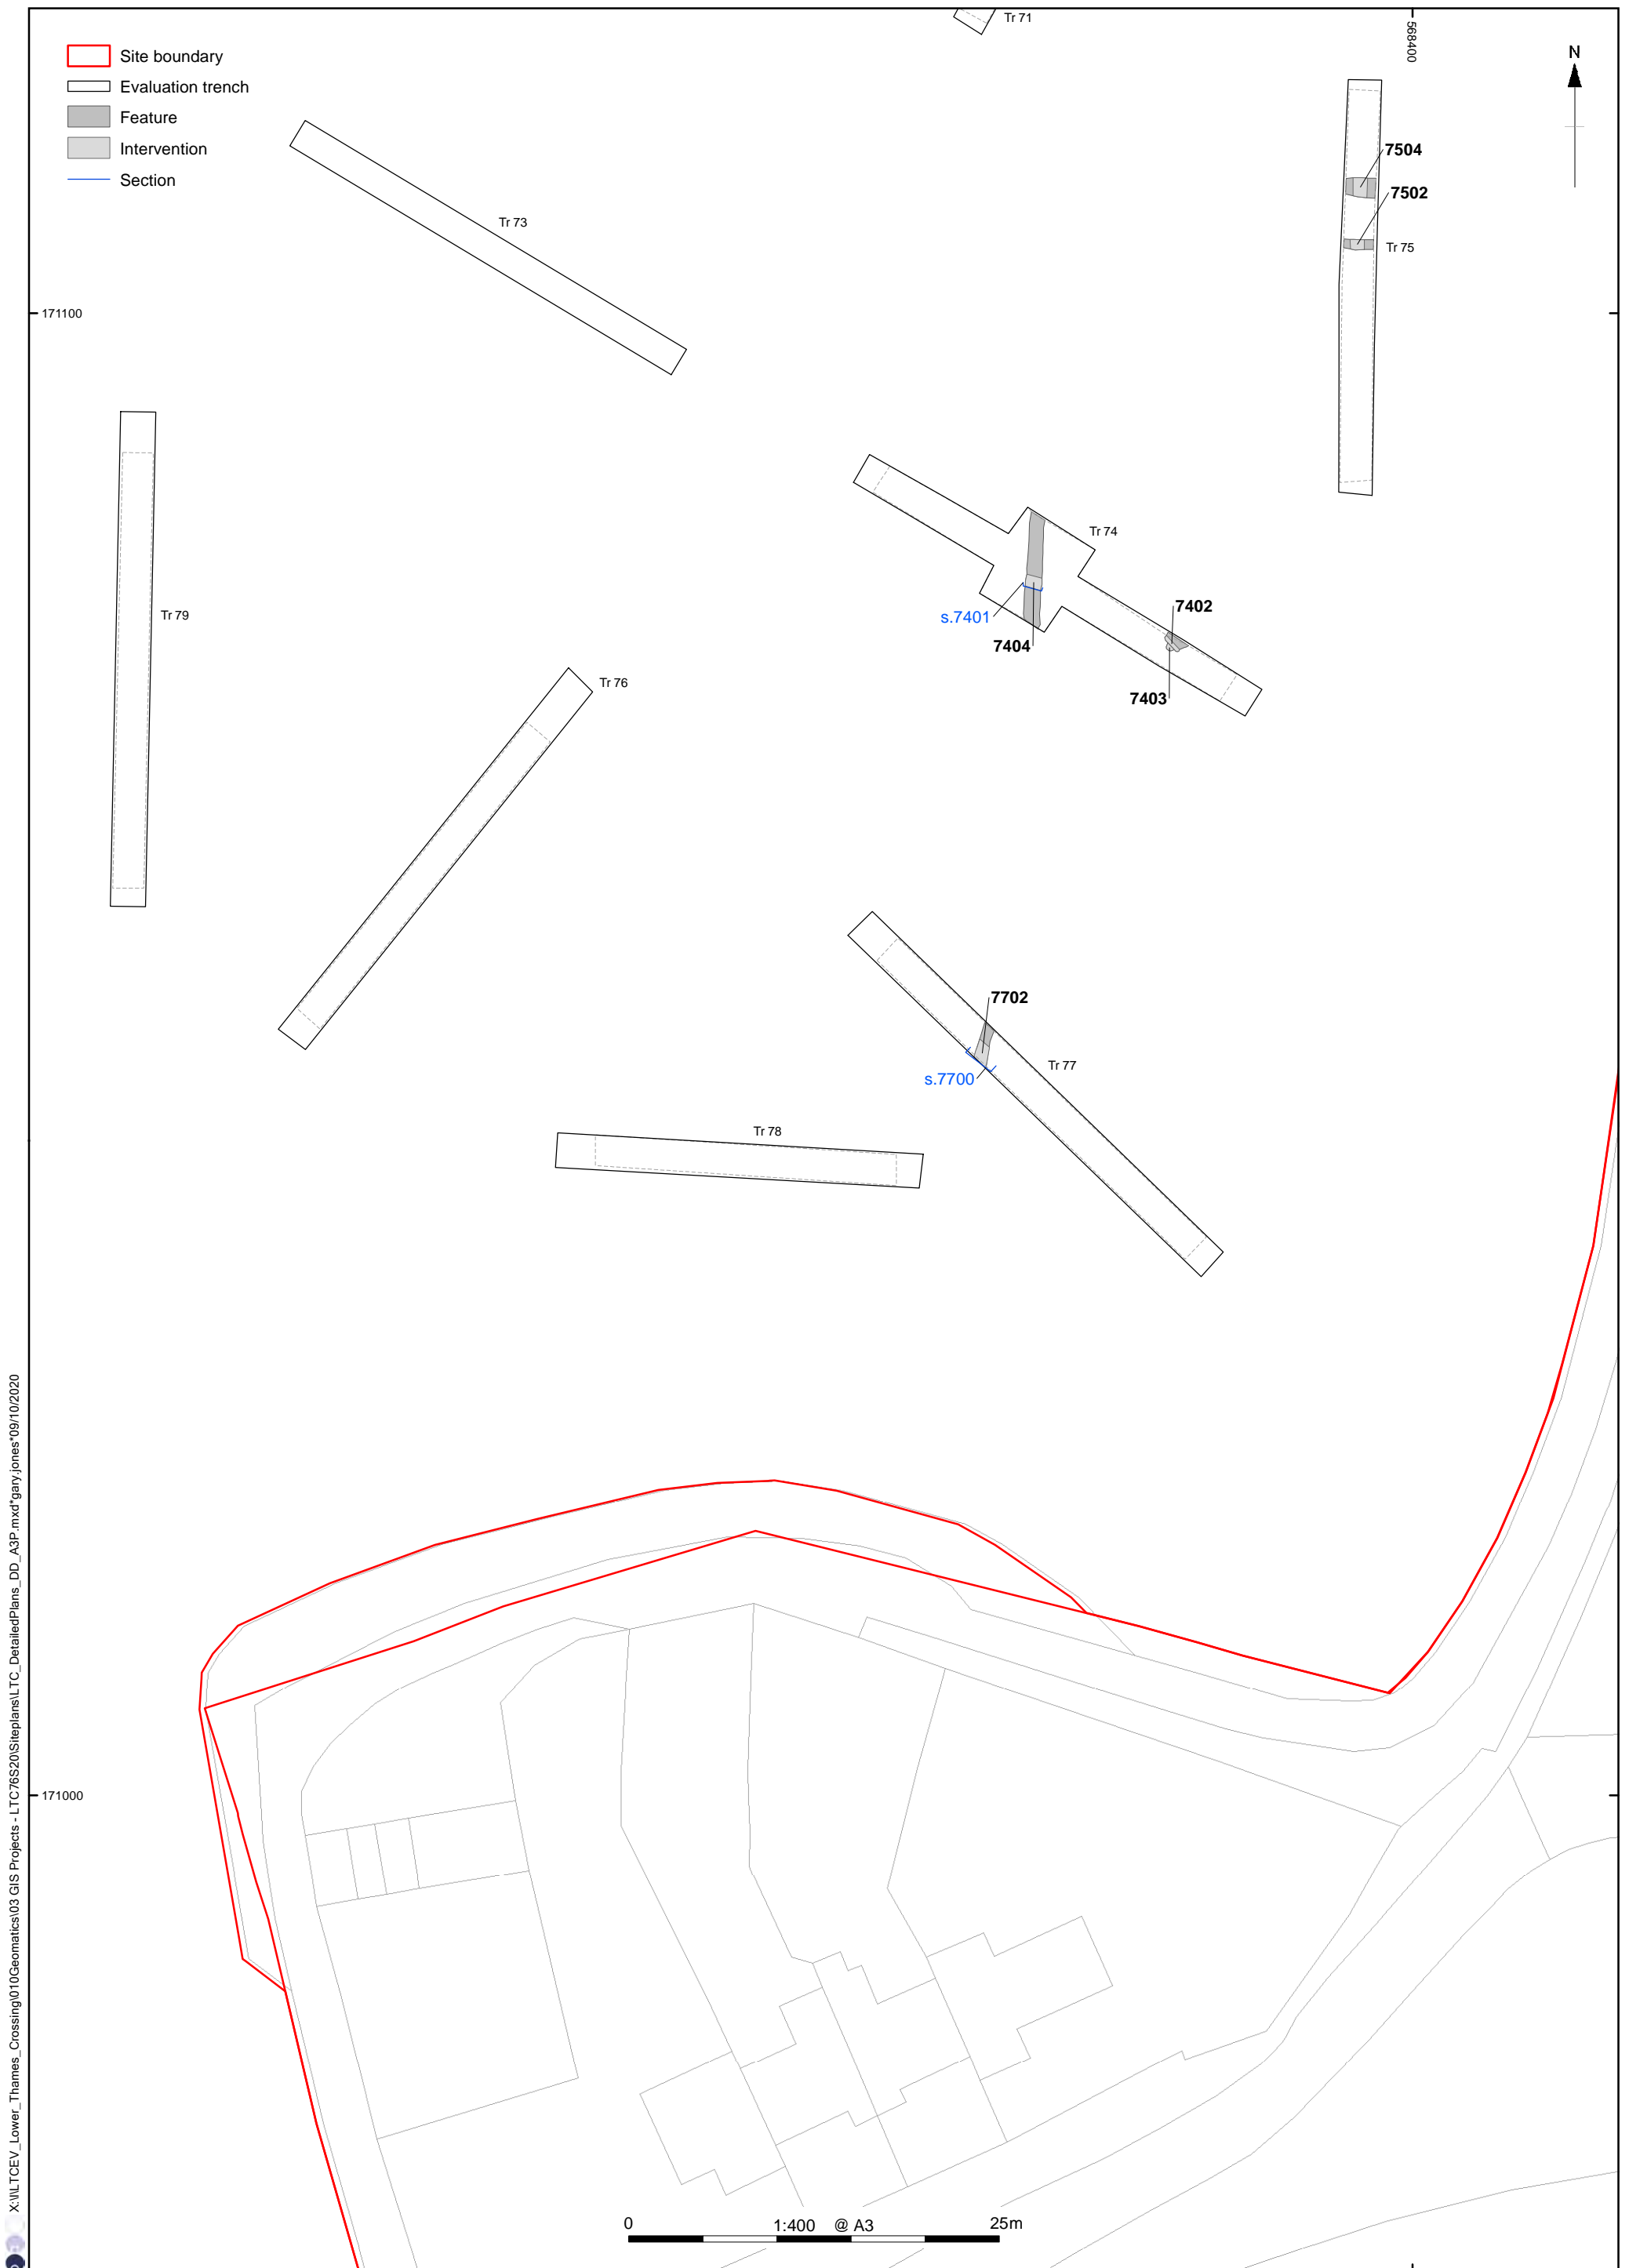 Tr 71
568400
Site boundary
Evaluation trench
Feature
Intervention
Section
N
7504
7502
Tr 73
Tr 75
171100
Tr 74
7402
s.7401
7404
7403
Tr 79
Tr 76
7702
Tr 77
s.7700
Tr 78
171000
0
1:400 @ A3
25m
X:\l\LTCEV_Lower_Thames_Crossing\010Geomatics\03 GIS Projects - LTC76S20\Siteplans\LTC_DetailedPlans_DD_A3P.mxd*gary.jones*09/10/2020